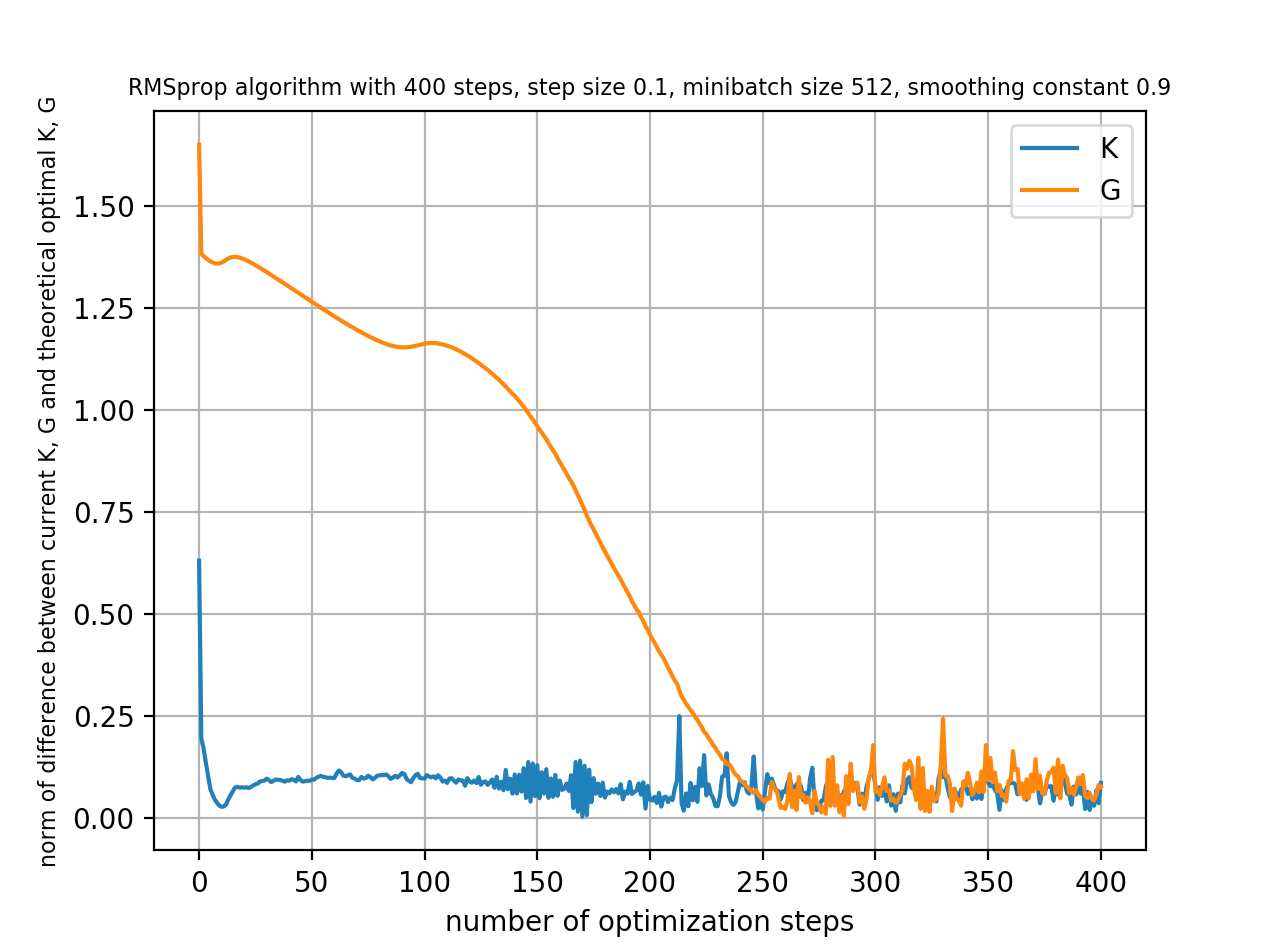 RMSprop algorithm with 400 steps, step size 0.1, minibatch size 512, smoothing constant 0.9
norm of difference between current K, G and theoretical optimal K, G
1.50
1.25
1.00
0.75
0.50
0.25
0.00
K
G
0 50 100 150 200 250 300 350 400
number of optimization steps